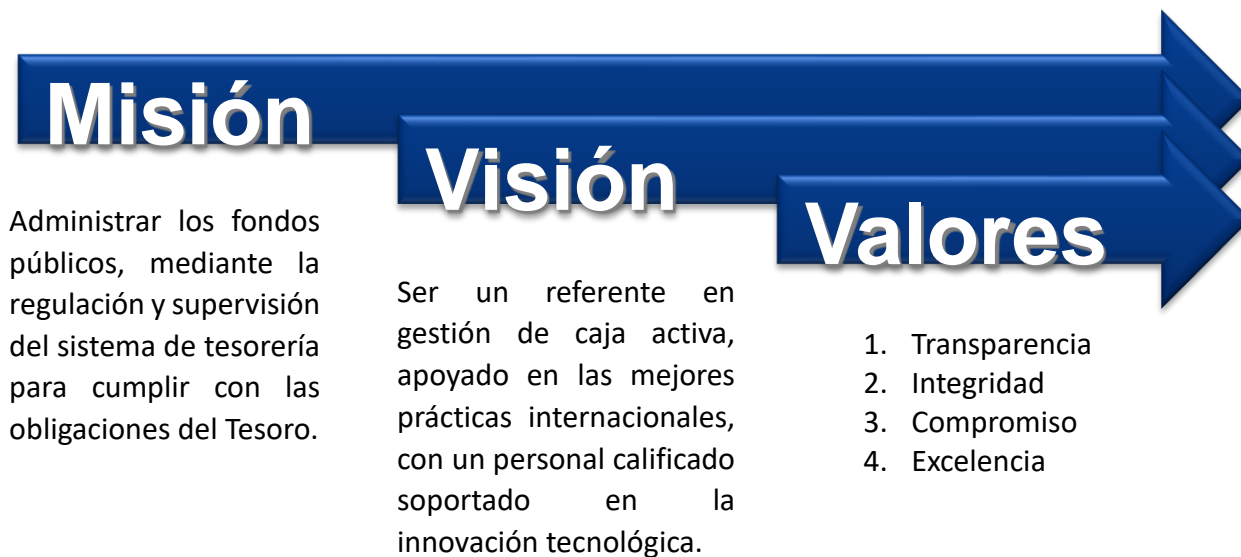 Misión
Administrar los fondos
públicos, mediante la
regulación y supervisión
del sistema de tesorería
para cumplir con las
obligaciones del Tesoro.
Visión
Ser un referente en
gestión de caja activa,
apoyado en las mejores
prácticas internacionales,
con un personal calificado
soportado en la
innovación tecnológica.
Valores
1. Transparencia
2. Integridad
3. Compromiso
4. Excelencia